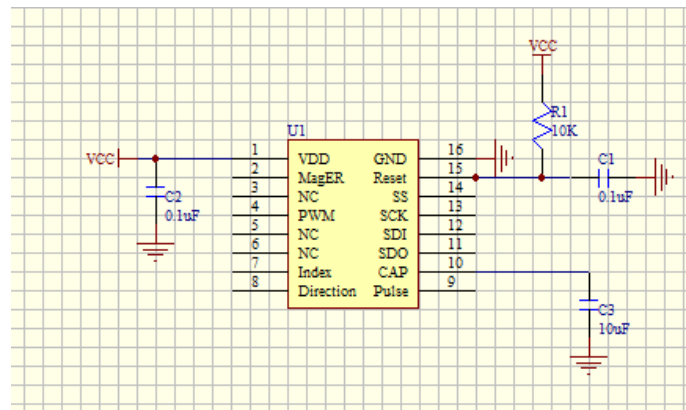 VCC
R1
10K
U1
1 VDD GND 16
VCC
2 MagER Reset 15
C1
0.1uF
3 NC SS 14
C2
0.1uF
4 PWM SCK 13
5 NC SDI 12
6 NC SDO 11
7 Index CAP 10
8 Direction Pulse 9
C3
10uF